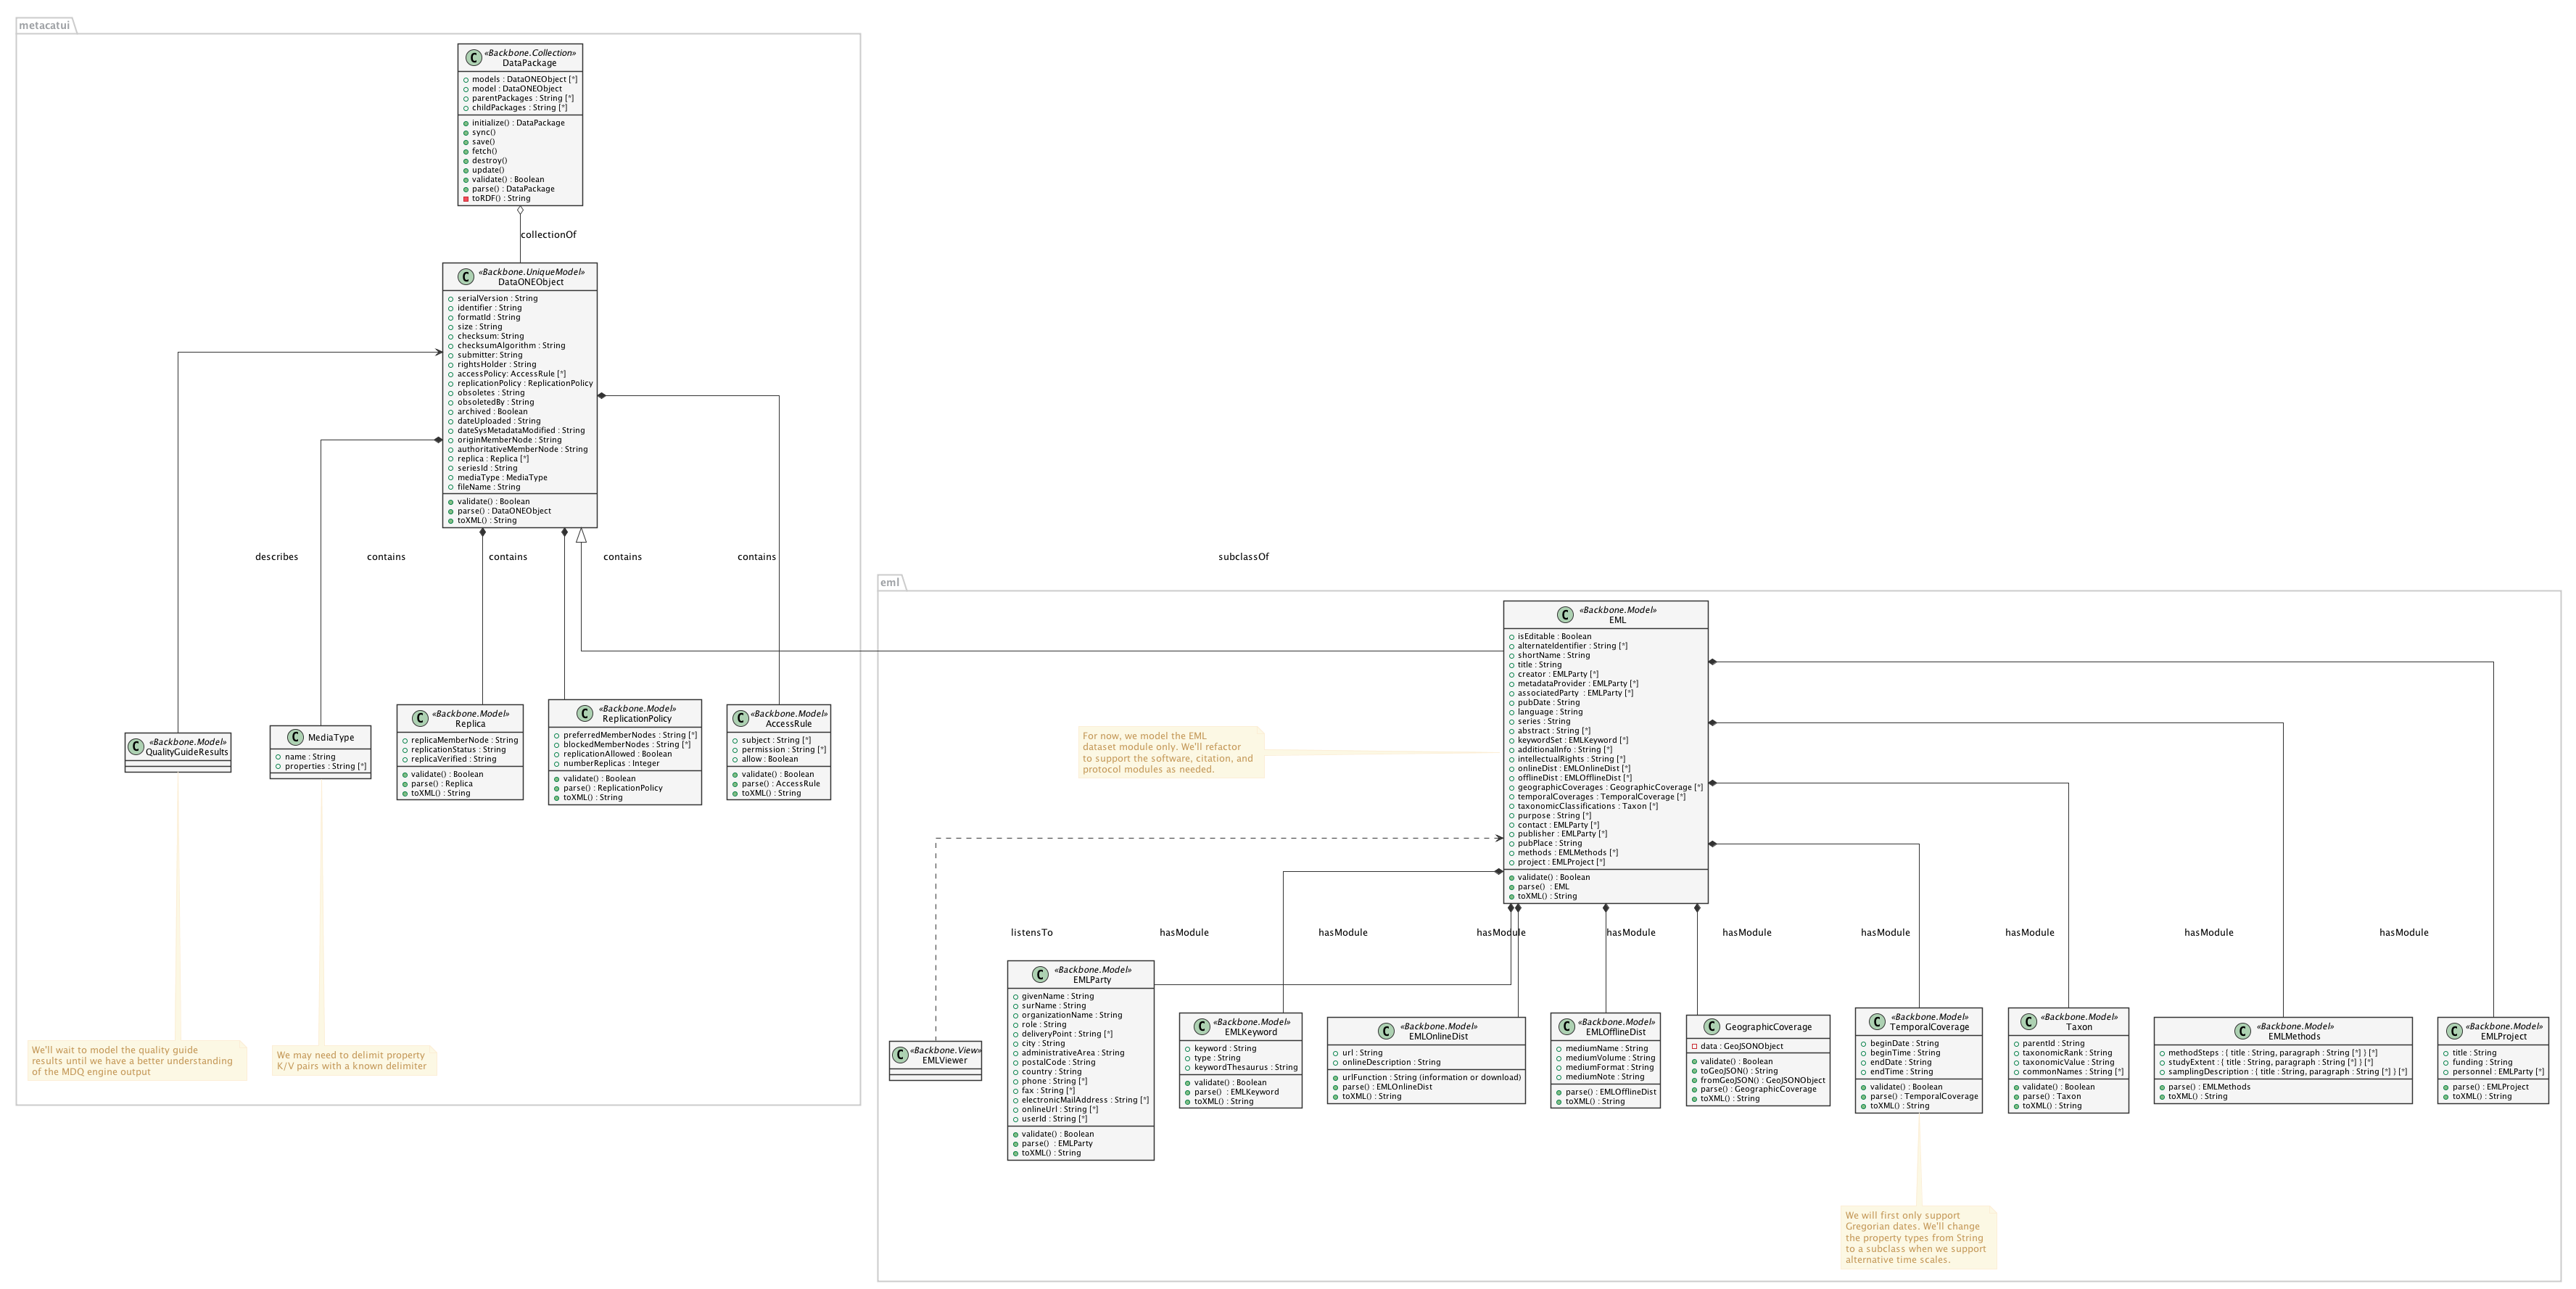 metacatui
«Backbone.Collection»
DataPackage
models : DataONEObject [*]
model : DataONEObject
parentPackages : String [*]
childPackages : String [*]
initialize() : DataPackage
sync()
save()
fetch()
destroy()
update()
validate() : Boolean
parse() : DataPackage
toRDF() : String
collectionOf
«Backbone.UniqueModel»
DataONEObject
serialVersion : String
identifier : String
formatId : String
size : String
checksum: String
checksumAlgorithm : String
submitter: String
rightsHolder : String
accessPolicy: AccessRule [*]
replicationPolicy : ReplicationPolicy
obsoletes : String
obsoletedBy : String
archived : Boolean
dateUploaded : String
dateSysMetadataModified : String
originMemberNode : String
authoritativeMemberNode : String
replica : Replica [*]
seriesId : String
mediaType : MediaType
fileName : String
validate() : Boolean
parse() : DataONEObject
toXML() : String
describes
contains
contains
contains
contains
subclassOf
«Backbone.Model»
QualityGuideResults
MediaType
name : String
properties : String [*]
«Backbone.Model»
Replica
replicaMemberNode : String
replicationStatus : String
replicaVerified : String
validate() : Boolean
parse() : Replica
toXML() : String
«Backbone.Model»
ReplicationPolicy
preferredMemberNodes : String [*]
blockedMemberNodes : String [*]
replicationAllowed : Boolean
numberReplicas : Integer
validate() : Boolean
parse() : ReplicationPolicy
toXML() : String
«Backbone.Model»
AccessRule
subject : String [*]
permission : String [*]
allow : Boolean
validate() : Boolean
parse() : AccessRule
toXML() : String
We'll wait to model the quality guide
results until we have a better understanding
of the MDQ engine output
We may need to delimit property
K/V pairs with a known delimiter
eml
«Backbone.Model»
EML
isEditable : Boolean
alternateIdentifier : String [*]
shortName : String
title : String
creator : EMLParty [*]
metadataProvider : EMLParty [*]
associatedParty  : EMLParty [*]
pubDate : String
language : String
series : String
abstract : String [*]
keywordSet : EMLKeyword [*]
additionalInfo : String [*]
intellectualRights : String [*]
onlineDist : EMLOnlineDist [*]
offlineDist : EMLOfflineDist [*]
geographicCoverages : GeographicCoverage [*]
temporalCoverages : TemporalCoverage [*]
taxonomicClassifications : Taxon [*]
purpose : String [*]
contact : EMLParty [*]
publisher : EMLParty [*]
pubPlace : String
methods : EMLMethods [*]
project : EMLProject [*]
validate() : Boolean
parse()  : EML
toXML() : String
For now, we model the EML
dataset module only. We'll refactor
to support the software, citation, and
protocol modules as needed.
listensTo
hasModule
hasModule
hasModule
hasModule
hasModule
hasModule
hasModule
hasModule
hasModule
«Backbone.View»
EMLViewer
«Backbone.Model»
EMLParty
givenName : String
surName : String
organizationName : String
role : String
deliveryPoint : String [*]
city : String
administrativeArea : String
postalCode : String
country : String
phone : String [*]
fax : String [*]
electronicMailAddress : String [*]
onlineUrl : String [*]
userId : String [*]
validate() : Boolean
parse()  : EMLParty
toXML() : String
«Backbone.Model»
EMLKeyword
keyword : String
type : String
keywordThesaurus : String
validate() : Boolean
parse()  : EMLKeyword
toXML() : String
«Backbone.Model»
EMLOnlineDist
url : String
onlineDescription : String
urlFunction : String (information or download)
parse() : EMLOnlineDist
toXML() : String
«Backbone.Model»
EMLOfflineDist
mediumName : String
mediumVolume : String
mediumFormat : String
mediumNote : String
parse() : EMLOfflineDist
toXML() : String
GeographicCoverage
data : GeoJSONObject
validate() : Boolean
toGeoJSON() : String
fromGeoJSON() : GeoJSONObject
parse() : GeographicCoverage
toXML() : String
«Backbone.Model»
TemporalCoverage
beginDate : String
beginTime : String
endDate : String
endTime : String
validate() : Boolean
parse() : TemporalCoverage
toXML() : String
«Backbone.Model»
Taxon
parentId : String
taxonomicRank : String
taxonomicValue : String
commonNames : String [*]
validate() : Boolean
parse() : Taxon
toXML() : String
«Backbone.Model»
EMLMethods
methodSteps : { title : String, paragraph : String [*] } [*]
studyExtent : { title : String, paragraph : String [*] } [*]
samplingDescription : { title : String, paragraph : String [*] } [*]
parse() : EMLMethods
toXML() : String
«Backbone.Model»
EMLProject
title : String
funding : String
personnel : EMLParty [*]
parse() : EMLProject
toXML() : String
We will first only support
Gregorian dates. We'll change
the property types from String
to a subclass when we support
alternative time scales.